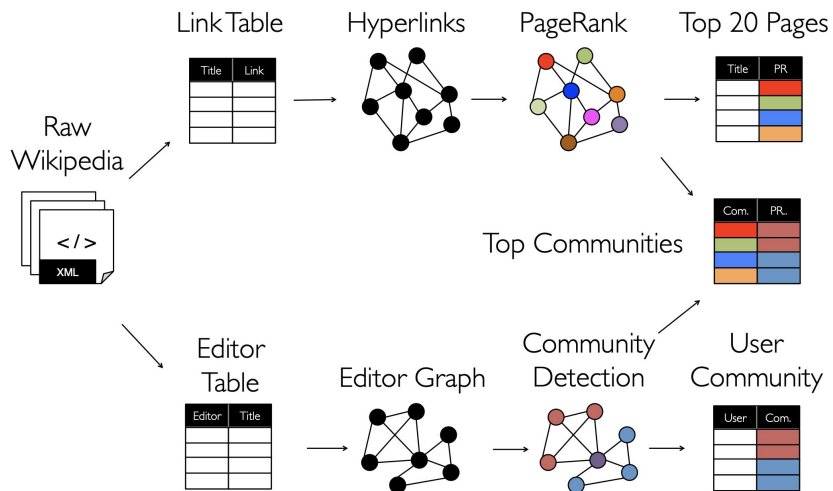 Link Table
Hyperlinks
PageRank
Top 20 Pages
Title Link
Title PR
Raw
Wikipedia
</>
XML
Top Communities
Com. PR..
Editor
Table
Editor Title
Editor Graph
Community
Detection
User
Community
User Com.